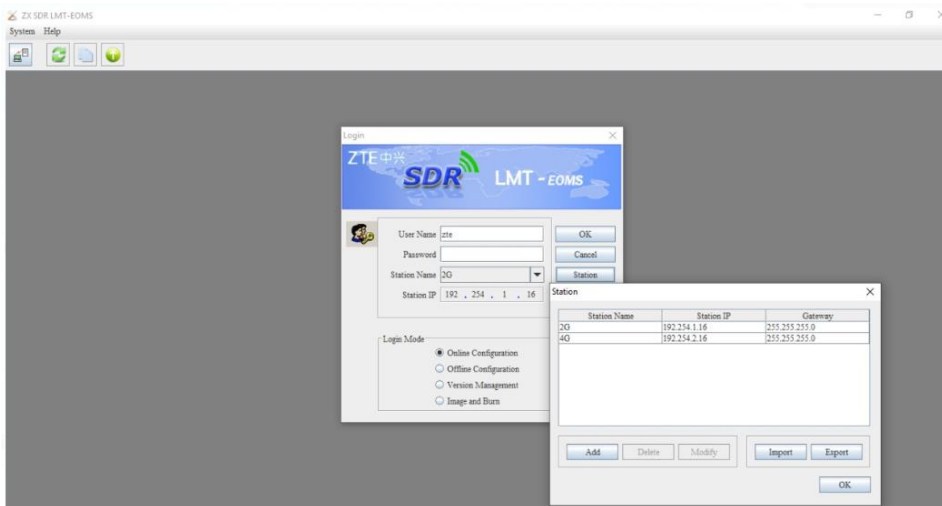 ZX SDR LMT-EOMS
System Help
Login
ZTE中兴
SDR LMT - EOMS
User Name zte OK
Password Cancel
Station Name 2G Station
Station IP 192 . 254 . 1 . 16
Login Mode
Online Configuration
Offline Configuration
Version Management
Image and Burn
Station
Station Name Station IP Gateway
2G 192.254.1.16 255.255.255.0
4G 192.254.2.16 255.255.255.0
Add Delete Modify Import Export
OK